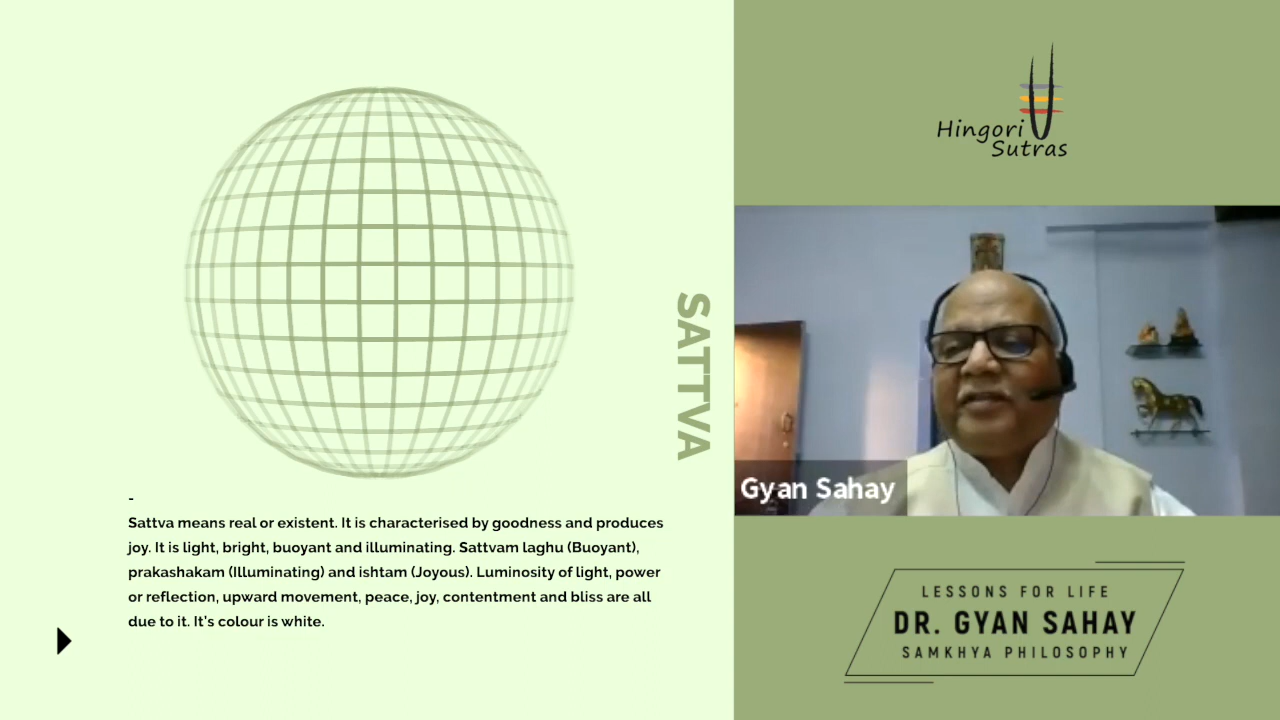 SATTVA
-
Sattva means real or existent. It is characterised by goodness and produces
joy. It is light, bright, buoyant and illuminating. Sattvam laghu (Buoyant),
prakashakam (Illuminating) and ishtam (Joyous). Luminosity of light, power
or reflection, upward movement, peace, joy, contentment and bliss are all
due to it. It's colour is white.
Hingori
Sutras
Gyan Sahay
LESSONS FOR LIFE
DR. GYAN SAHAY
SAMKHYA PHILOSOPHY